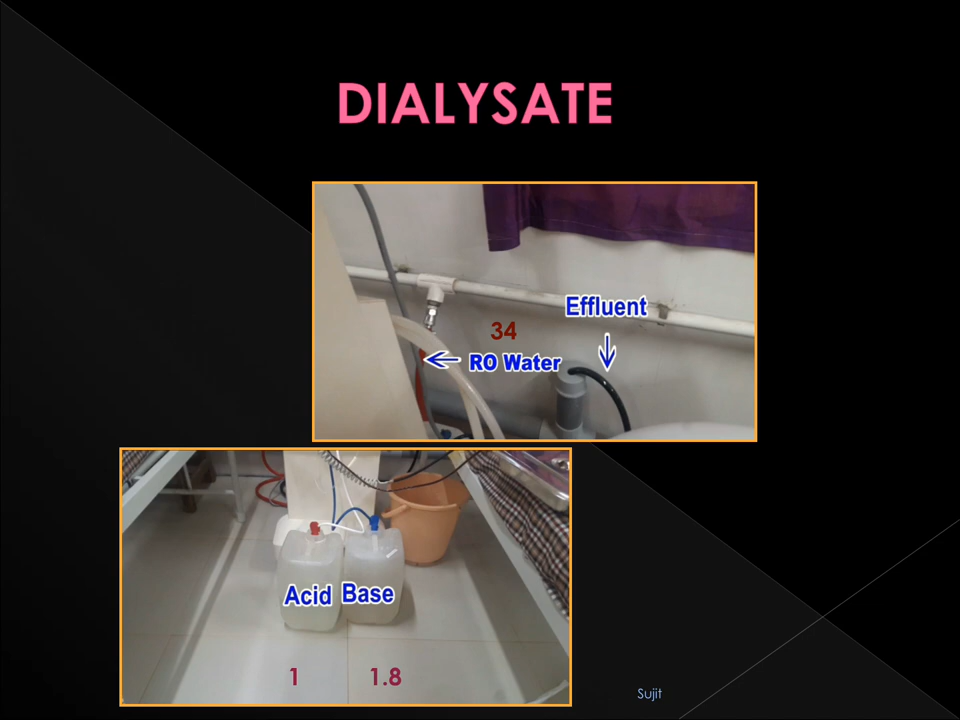 DIALYSATE
Effluent
34
RO Water
Acid Base
1 1.8
Sujit